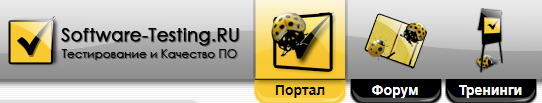 Software-Testing.RU
Тестирование и Качество ПО
Портал
Форум
Тренинги